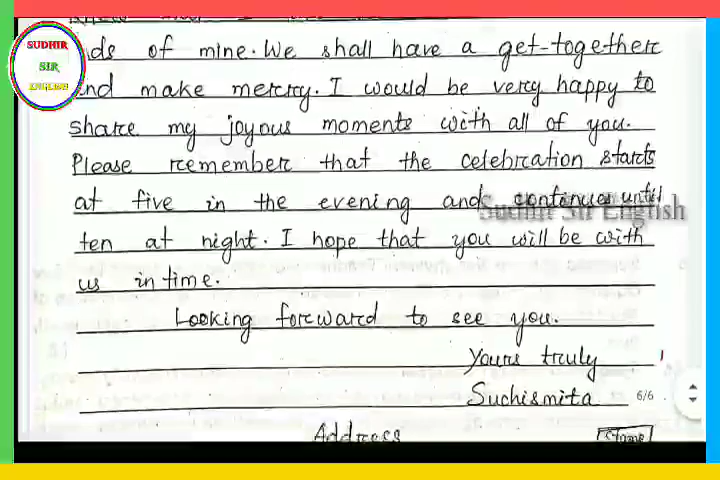 SUDHIR
SIR
ENGLISH
of mine. We shall have a get-together
and make merry. I would be very happy to
share my joyous moments with all of you.
Please remember that the celebration starts
at five in the evening and continues until
Sudhir Sir English
ten at night. I hope that you will be with
us in time.
Looking forward to see you.
Yours truly
Suchismita
6/6
Address